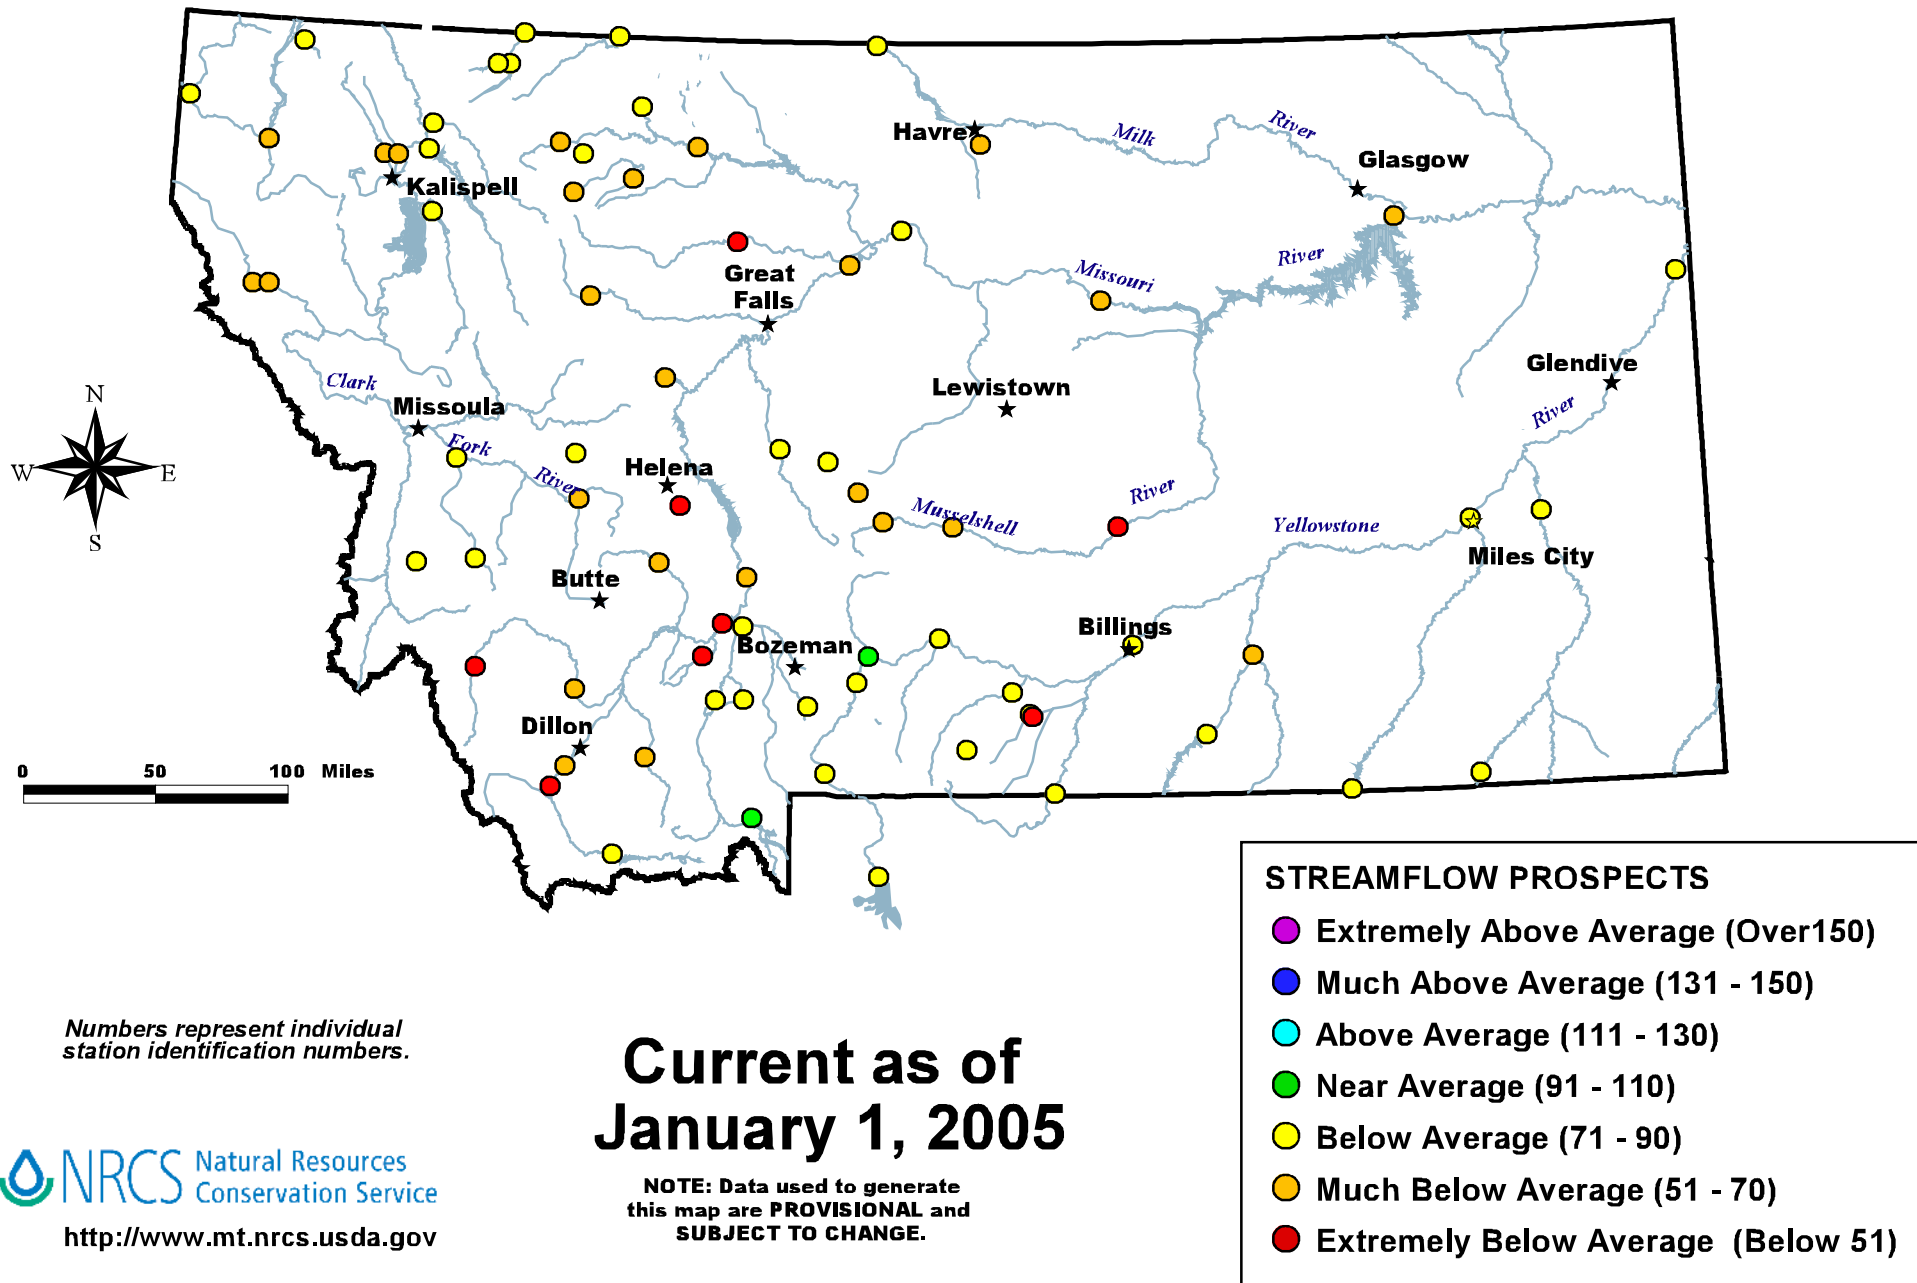 Havre
Milk
River
Glasgow
Kalispell
River
Missouri
Great
Falls
Glendive
Clark
Lewistown
River
Missoula
N
W
E
S
Fork
River
Helena
Musselshell
River
Yellowstone
Miles City
Butte
Billings
Bozeman
Dillon
0 50 100 Miles
STREAMFLOW PROSPECTS
Extremely Above Average (Over150)
Much Above Average (131 - 150)
Above Average (111 - 130)
Near Average (91 - 110)
Below Average (71 - 90)
Much Below Average (51 - 70)
Extremely Below Average (Below 51)
Numbers represent individual
station identification numbers.
Current as of
January 1, 2005
NOTE: Data used to generate
this map are PROVISIONAL and
SUBJECT TO CHANGE.
NRCS
Natural Resources
Conservation Service
http://www.mt.nrcs.usda.gov